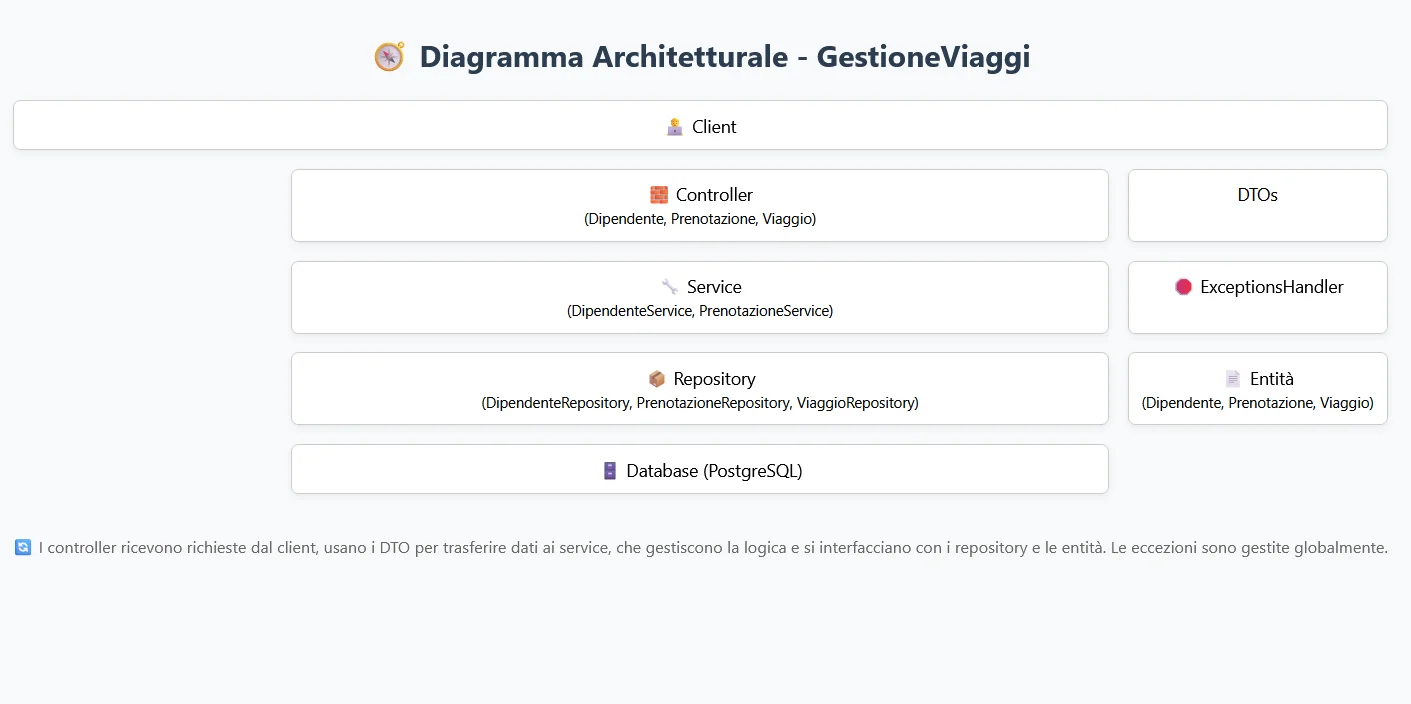 Diagramma Architetturale - GestioneViaggi
Client
Controller
(Dipendente, Prenotazione, Viaggio)
DTOs
Service
(DipendenteService, PrenotazioneService)
ExceptionsHandler
Repository
(DipendenteRepository, PrenotazioneRepository, ViaggioRepository)
Entità
(Dipendente, Prenotazione, Viaggio)
Database (PostgreSQL)
I controller ricevono richieste dal client, usano i DTO per trasferire dati ai service, che gestiscono la logica e si interfacciano con i repository e le entità. Le eccezioni sono gestite globalmente.